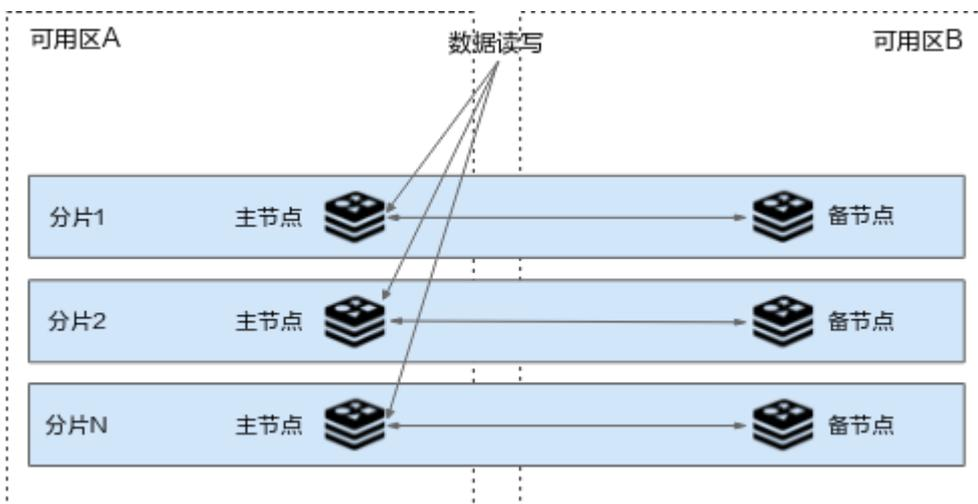 可用区A
数据读写
可用区B
分片1 主节点 备节点
分片2 主节点 备节点
分片N 主节点 备节点